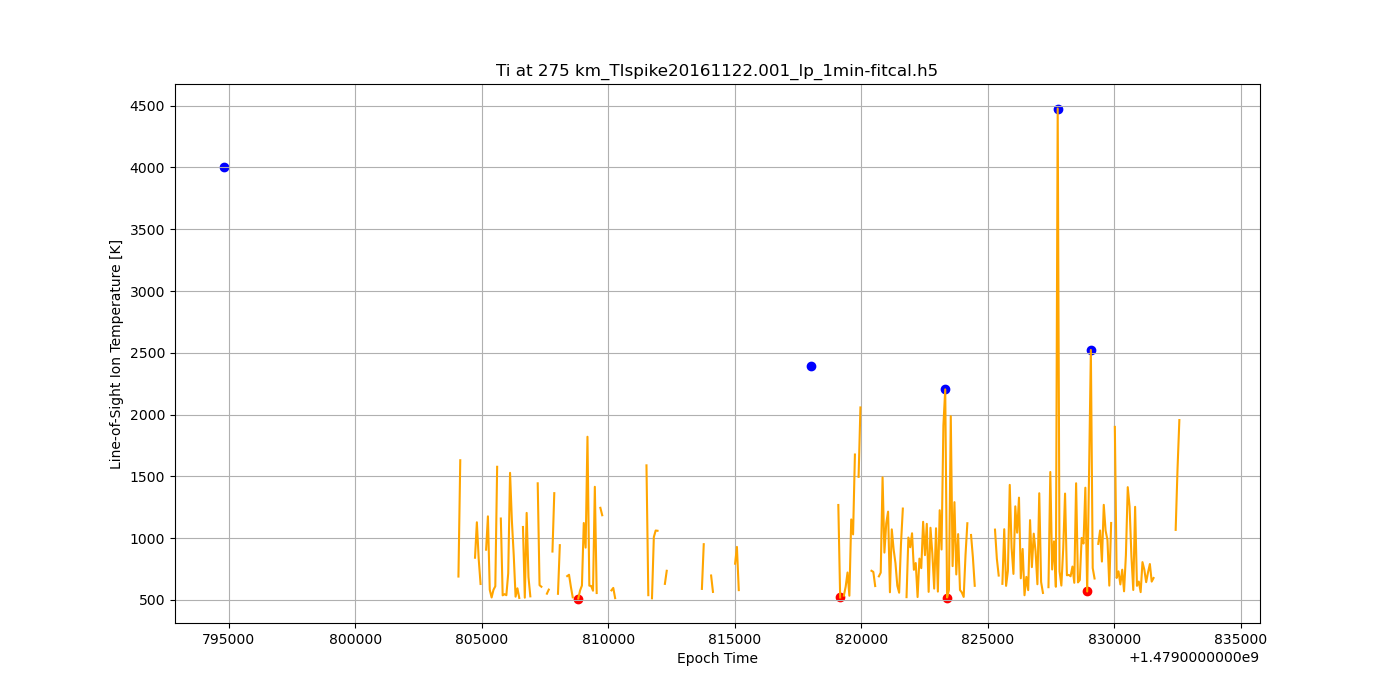 Ti at 275 km_TIspike20161122.001_lp_1min-fitcal.h5
Line-of-Sight Ion Temperature [K]
4500
4000
3500
3000
2500
2000
1500
1000
500
795000 800000 805000 810000 815000 820000 825000 830000 835000
Epoch Time
+1.4790000000e9